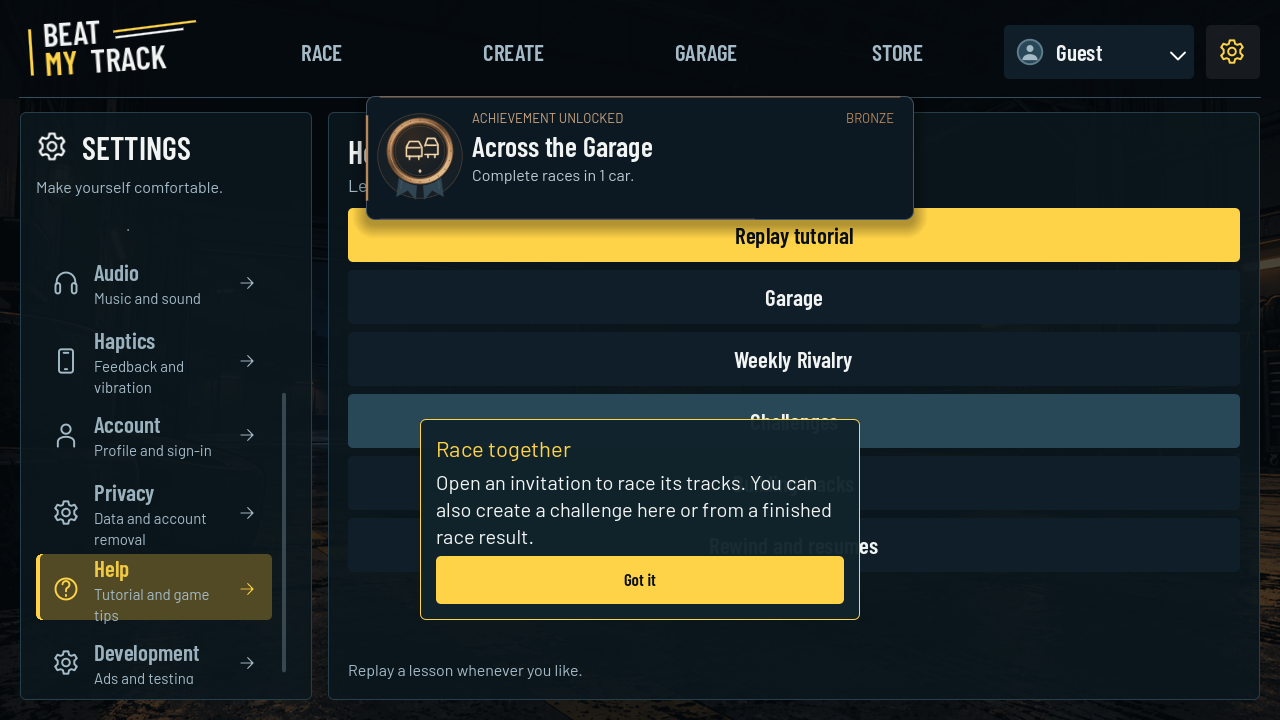 BEAT
MY TRACK
RACE
CREATE
GARAGE
STORE
Guest
ACHIEVEMENT UNLOCKED
BRONZE
Across the Garage
Complete races in 1 car.
SETTINGS
Make yourself comfortable.
Audio
Music and sound
Haptics
Feedback and
vibration
Account
Profile and sign-in
Privacy
Data and account
removal
Help
Tutorial and game
tips
Development
Ads and testing
Replay tutorial
Garage
Weekly Rivalry
Challenges
Race together
Open an invitation to race its tracks. You can
also create a challenge here or from a finished
race result.
Got it
Rewind and resumes
Replay a lesson whenever you like.